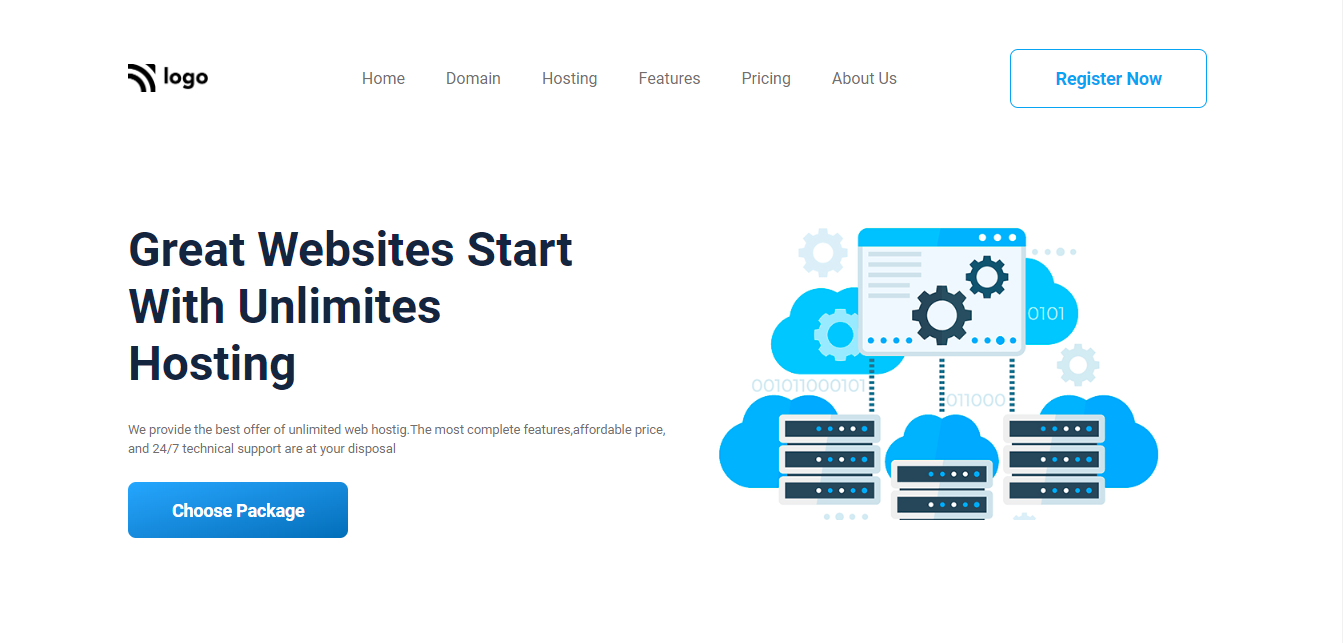 logo
Home Domain Hosting Features Pricing About Us
Register Now
Great Websites Start
With Unlimites
Hosting
We provide the best offer of unlimited web hostig.The most complete features,affordable price,
and 24/7 technical support are at your disposal
Choose Package
0101
001011000101
011000